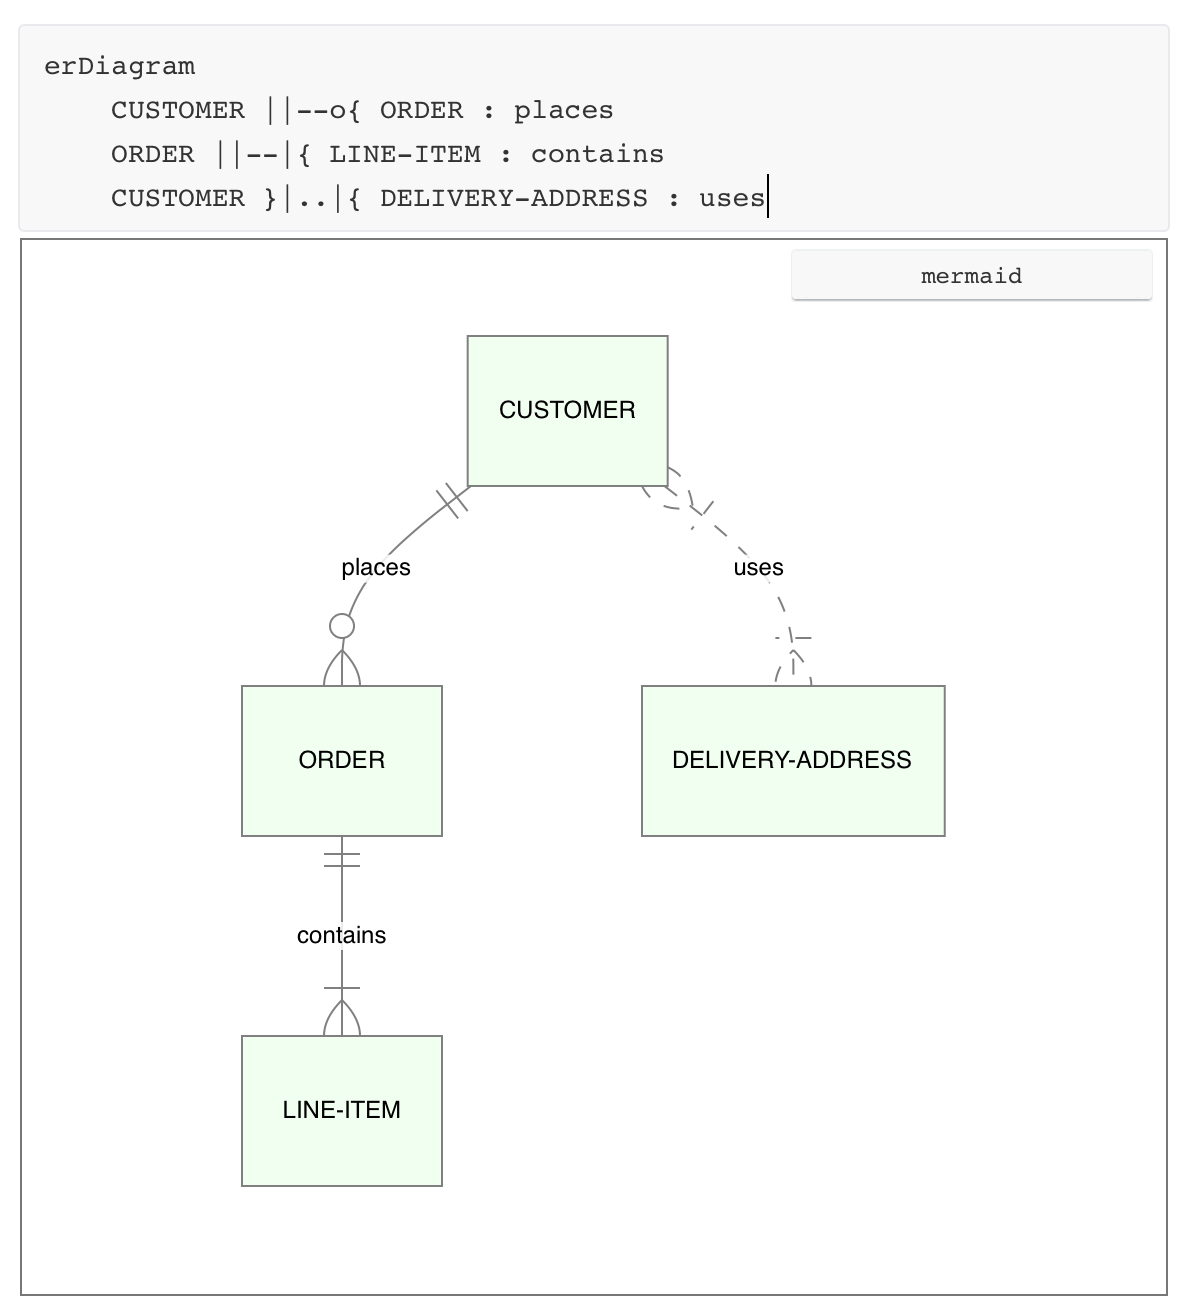 erDiagram
    CUSTOMER ||--o{ ORDER : places
    ORDER ||--|{ LINE-ITEM : contains
    CUSTOMER }|..|{ DELIVERY-ADDRESS : uses
mermaid
CUSTOMER
places
uses
ORDER
DELIVERY-ADDRESS
contains
LINE-ITEM